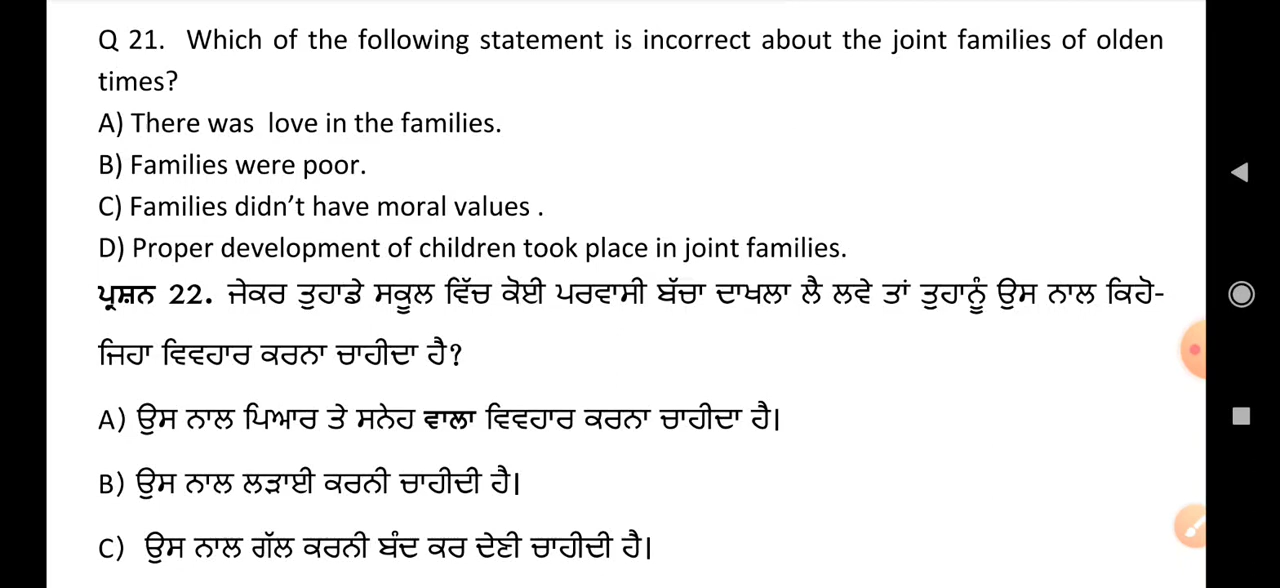 Q 21. Which of the following statement is incorrect about the joint families of olden
times?
A) There was love in the families.
B) Families were poor.
C) Families didn’t have moral values .
D) Proper development of children took place in joint families.
ਪ੍ਰਸ਼ਨ 22. ਜੇਕਰ ਤੁਹਾਡੇ ਸਕੂਲ ਵਿੱਚ ਕੋਈ ਪਰਵਾਸੀ ਬੱਚਾ ਦਾਖਲਾ ਲੈ ਲਵੇ ਤਾਂ ਤੁਹਾਨੂੰ ਉਸ ਨਾਲ ਕਿਹੋ-
ਜਿਹਾ ਵਿਵਹਾਰ ਕਰਨਾ ਚਾਹੀਦਾ ਹੈ?
A) ਉਸ ਨਾਲ ਪਿਆਰ ਤੇ ਸਨੇਹ ਵਾਲਾ ਵਿਵਹਾਰ ਕਰਨਾ ਚਾਹੀਦਾ ਹੈ।
B) ਉਸ ਨਾਲ ਲੜਾਈ ਕਰਨੀ ਚਾਹੀਦੀ ਹੈ।
C) ਉਸ ਨਾਲ ਗੱਲ ਕਰਨੀ ਬੰਦ ਕਰ ਦੇਣੀ ਚਾਹੀਦੀ ਹੈ।